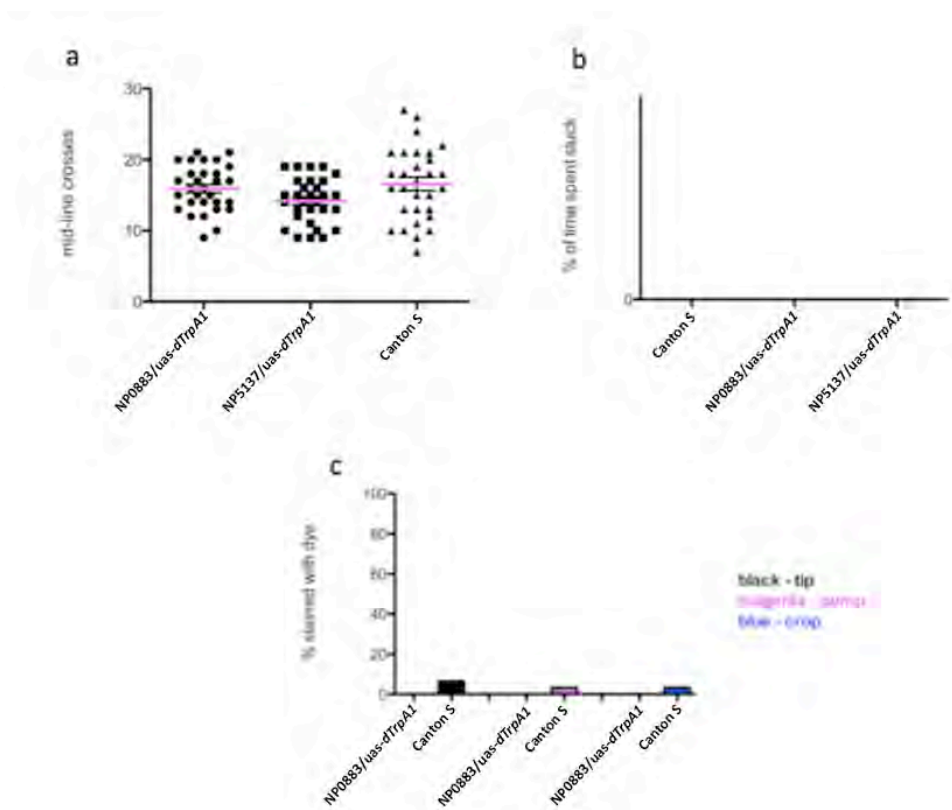 a
mid-line crosses
30
20
10
0
NP0883/uas-dTrpA1
NP5137/uas-dTrpA1
Canton S
b
% of time spent stuck
0
Canton S
NP0883/uas-dTrpA1
NP5137/uas-dTrpA1
c
% stained with dye
100
80
60
40
20
0
NP0883/uas-dTrpA1
Canton S
NP0883/uas-dTrpA1
Canton S
NP0883/uas-dTrpA1
Canton S
black - tip
magenta - pump
blue - crop